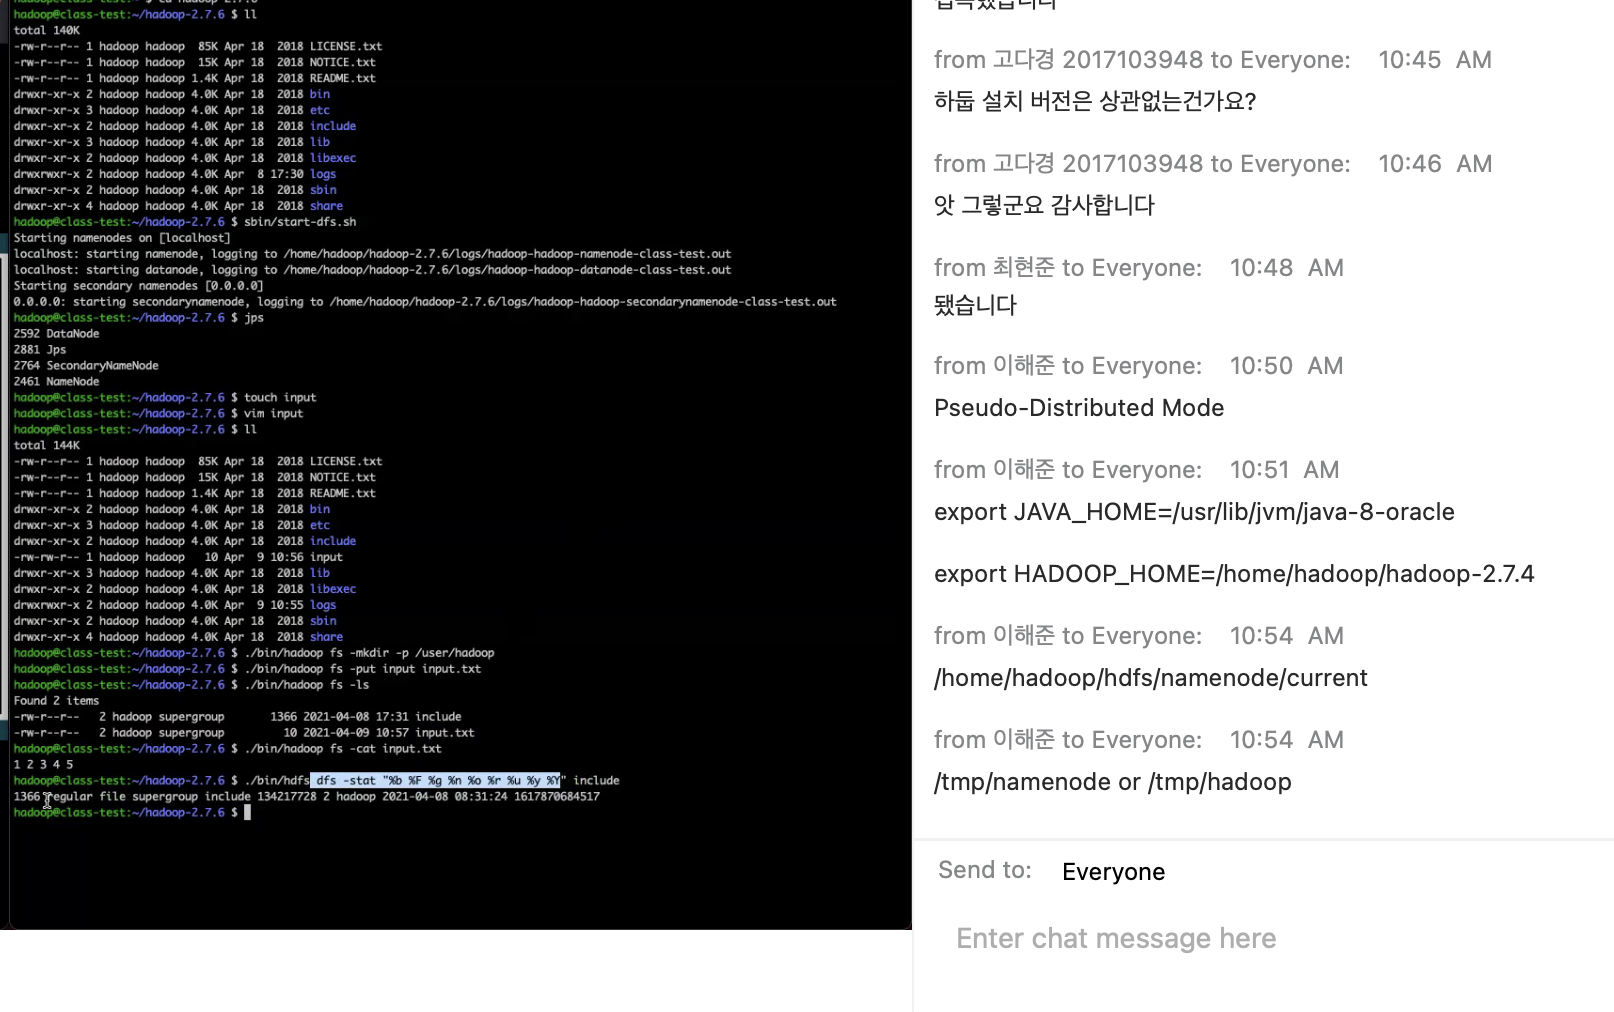 hadoop@class-test:~/hadoop-2.7.6 $ ll
total 140K
-rw-r--r-- 1 hadoop hadoop  85K Apr 18  2018 LICENSE.txt
-rw-r--r-- 1 hadoop hadoop  15K Apr 18  2018 NOTICE.txt
-rw-r--r-- 1 hadoop hadoop 1.4K Apr 18  2018 README.txt
drwxr-xr-x 2 hadoop hadoop 4.0K Apr 18  2018 bin
drwxr-xr-x 3 hadoop hadoop 4.0K Apr 18  2018 etc
drwxr-xr-x 2 hadoop hadoop 4.0K Apr 18  2018 include
drwxr-xr-x 3 hadoop hadoop 4.0K Apr 18  2018 lib
drwxr-xr-x 2 hadoop hadoop 4.0K Apr 18  2018 libexec
drwxrwxr-x 2 hadoop hadoop 4.0K Apr  8 17:30 logs
drwxr-xr-x 2 hadoop hadoop 4.0K Apr 18  2018 sbin
drwxr-xr-x 4 hadoop hadoop 4.0K Apr 18  2018 share
hadoop@class-test:~/hadoop-2.7.6 $ sbin/start-dfs.sh
Starting namenodes on [localhost]
localhost: starting namenode, logging to /home/hadoop/hadoop-2.7.6/logs/hadoop-hadoop-namenode-class-test.out
localhost: starting datanode, logging to /home/hadoop/hadoop-2.7.6/logs/hadoop-hadoop-datanode-class-test.out
Starting secondary namenodes [0.0.0.0]
0.0.0.0: starting secondarynamenode, logging to /home/hadoop/hadoop-2.7.6/logs/hadoop-hadoop-secondarynamenode-class-test.out
hadoop@class-test:~/hadoop-2.7.6 $ jps
2592 DataNode
2881 Jps
2764 SecondaryNameNode
2461 NameNode
hadoop@class-test:~/hadoop-2.7.6 $ touch input
hadoop@class-test:~/hadoop-2.7.6 $ vim input
hadoop@class-test:~/hadoop-2.7.6 $ ll
total 144K
-rw-r--r-- 1 hadoop hadoop  85K Apr 18  2018 LICENSE.txt
-rw-r--r-- 1 hadoop hadoop  15K Apr 18  2018 NOTICE.txt
-rw-r--r-- 1 hadoop hadoop 1.4K Apr 18  2018 README.txt
drwxr-xr-x 2 hadoop hadoop 4.0K Apr 18  2018 bin
drwxr-xr-x 3 hadoop hadoop 4.0K Apr 18  2018 etc
drwxr-xr-x 2 hadoop hadoop 4.0K Apr 18  2018 include
-rw-rw-r-- 1 hadoop hadoop   10 Apr  9 10:56 input
drwxr-xr-x 3 hadoop hadoop 4.0K Apr 18  2018 lib
drwxr-xr-x 2 hadoop hadoop 4.0K Apr 18  2018 libexec
drwxrwxr-x 2 hadoop hadoop 4.0K Apr  9 10:55 logs
drwxr-xr-x 2 hadoop hadoop 4.0K Apr 18  2018 sbin
drwxr-xr-x 4 hadoop hadoop 4.0K Apr 18  2018 share
hadoop@class-test:~/hadoop-2.7.6 $ ./bin/hadoop fs -mkdir -p /user/hadoop
hadoop@class-test:~/hadoop-2.7.6 $ ./bin/hadoop fs -put input input.txt
hadoop@class-test:~/hadoop-2.7.6 $ ./bin/hadoop fs -ls
Found 2 items
-rw-r--r--   2 hadoop supergroup       1366 2021-04-08 17:31 include
-rw-r--r--   2 hadoop supergroup         10 2021-04-09 10:57 input.txt
hadoop@class-test:~/hadoop-2.7.6 $ ./bin/hadoop fs -cat input.txt
1 2 3 4 5
hadoop@class-test:~/hadoop-2.7.6 $ ./bin/hdfs dfs -stat "%b %F %g %n %o %r %u %y %Y" include
1366 regular file supergroup include 134217728 2 hadoop 2021-04-08 08:31:24 1617870684517
hadoop@class-test:~/hadoop-2.7.6 $
from 고다경 2017103948 to Everyone: 10:45 AM
하둡 설치 버전은 상관없는건가요?
from 고다경 2017103948 to Everyone: 10:46 AM
앗 그렇군요 감사합니다
from 최현준 to Everyone: 10:48 AM
됐습니다
from 이해준 to Everyone: 10:50 AM
Pseudo-Distributed Mode
from 이해준 to Everyone: 10:51 AM
export JAVA_HOME=/usr/lib/jvm/java-8-oracle
export HADOOP_HOME=/home/hadoop/hadoop-2.7.4
from 이해준 to Everyone: 10:54 AM
/home/hadoop/hdfs/namenode/current
from 이해준 to Everyone: 10:54 AM
/tmp/namenode or /tmp/hadoop
Send to: Everyone
Enter chat message here